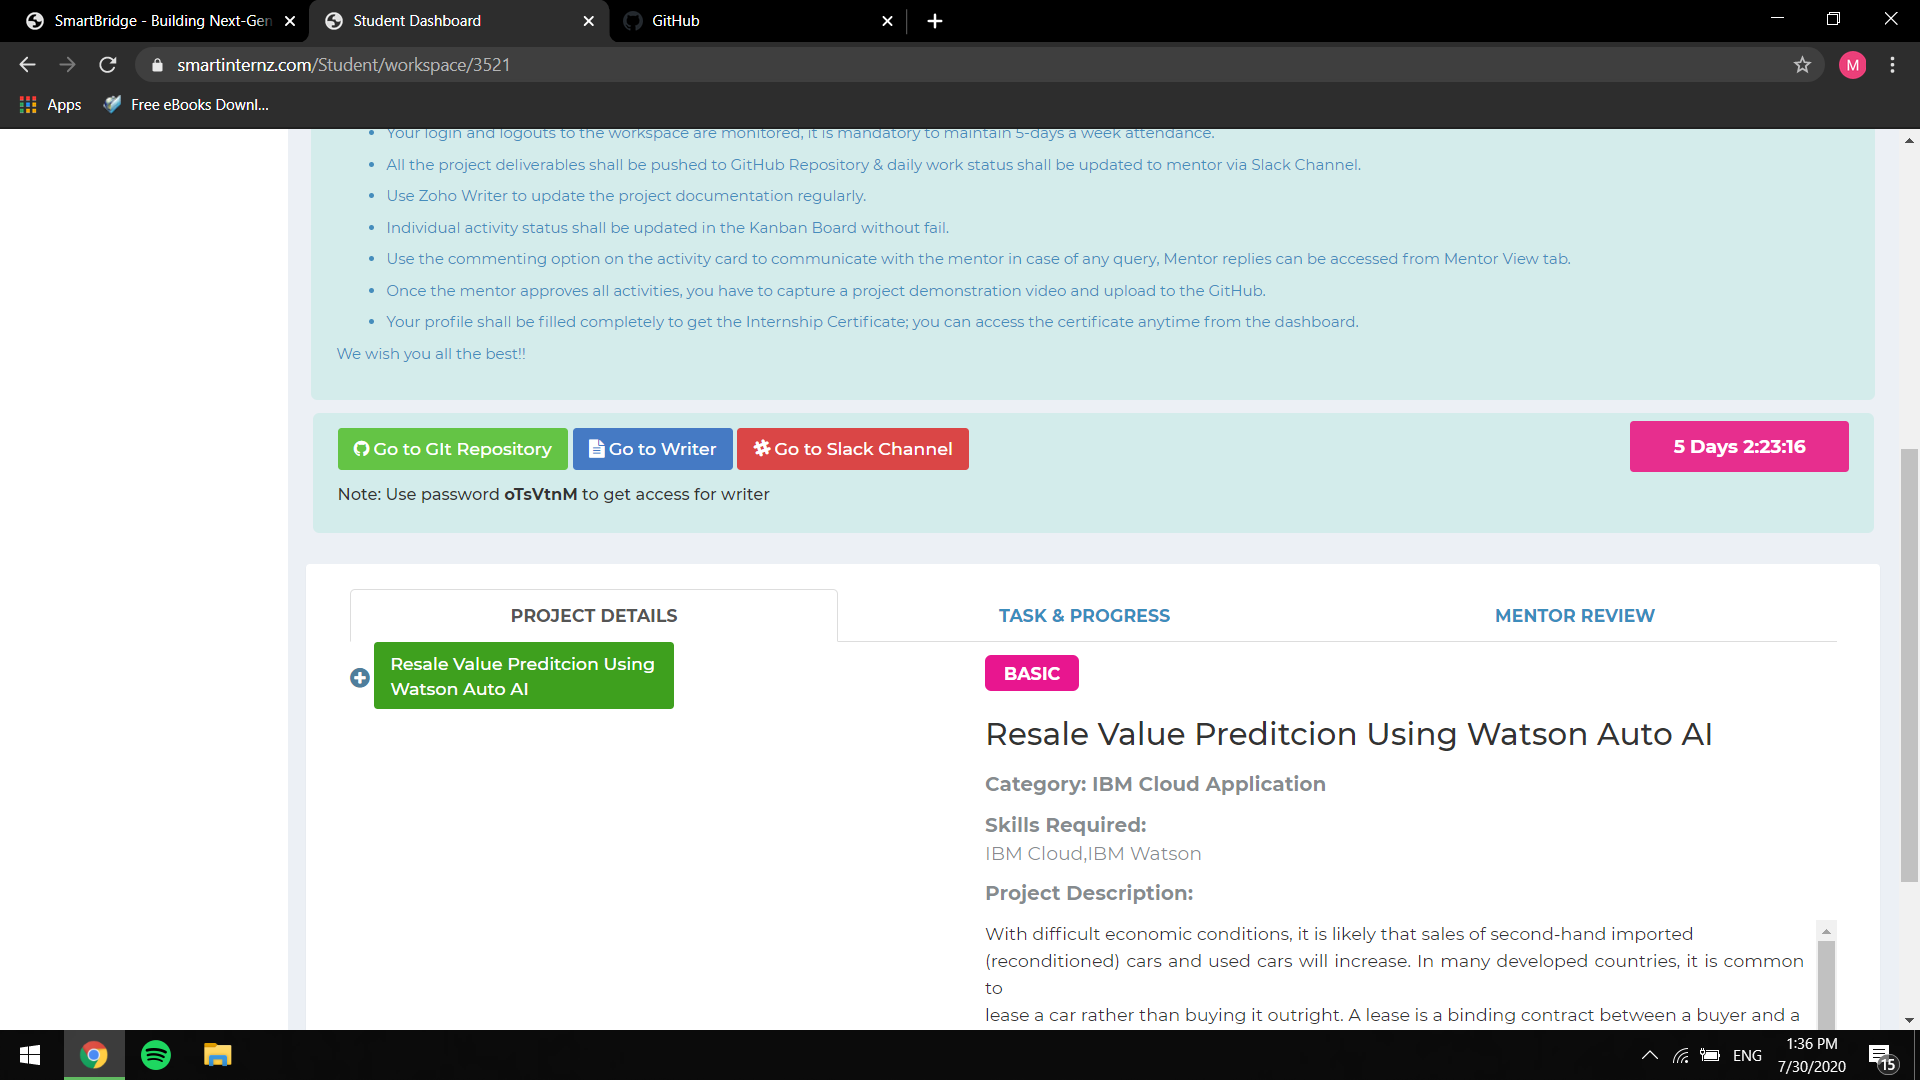 SmartBridge - Building Next-Gen
Student Dashboard
GitHub
smartinternz.com/Student/workspace/3521
M
Apps
Free eBooks Downl...
Your login and logouts to the workspace are monitored, it is mandatory to maintain 5-days a week attendance.
All the project deliverables shall be pushed to GitHub Repository & daily work status shall be updated to mentor via Slack Channel.
Use Zoho Writer to update the project documentation regularly.
Individual activity status shall be updated in the Kanban Board without fail.
Use the commenting option on the activity card to communicate with the mentor in case of any query, Mentor replies can be accessed from Mentor View tab.
Once the mentor approves all activities, you have to capture a project demonstration video and upload to the GitHub.
Your profile shall be filled completely to get the Internship Certificate; you can access the certificate anytime from the dashboard.
We wish you all the best!!
Go to GIt Repository
Go to Writer
Go to Slack Channel
5 Days 2:23:16
Note: Use password oTsVtnM to get access for writer
PROJECT DETAILS
TASK & PROGRESS
MENTOR REVIEW
Resale Value Preditcion Using
Watson Auto AI
BASIC
Resale Value Preditcion Using Watson Auto AI
Category: IBM Cloud Application
Skills Required:
IBM Cloud,IBM Watson
Project Description:
With difficult economic conditions, it is likely that sales of second-hand imported
(reconditioned) cars and used cars will increase. In many developed countries, it is common
to
lease a car rather than buying it outright. A lease is a binding contract between a buyer and a
ENG
1:36 PM
7/30/2020
15